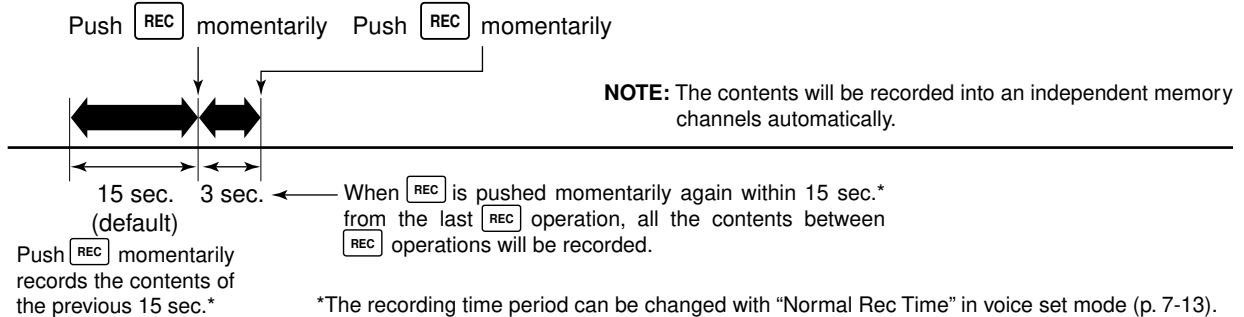 Push REC momentarily Push REC momentarily
NOTE: The contents will be recorded into an independent memory
channels automatically.
15 sec.
(default)
3 sec.
Push REC momentarily
records the contents of
the previous 15 sec.*
When REC is pushed momentarily again within 15 sec.*
from the last REC operation, all the contents between
REC operations will be recorded.
*The recording time period can be changed with “Normal Rec Time” in voice set mode (p. 7-13).